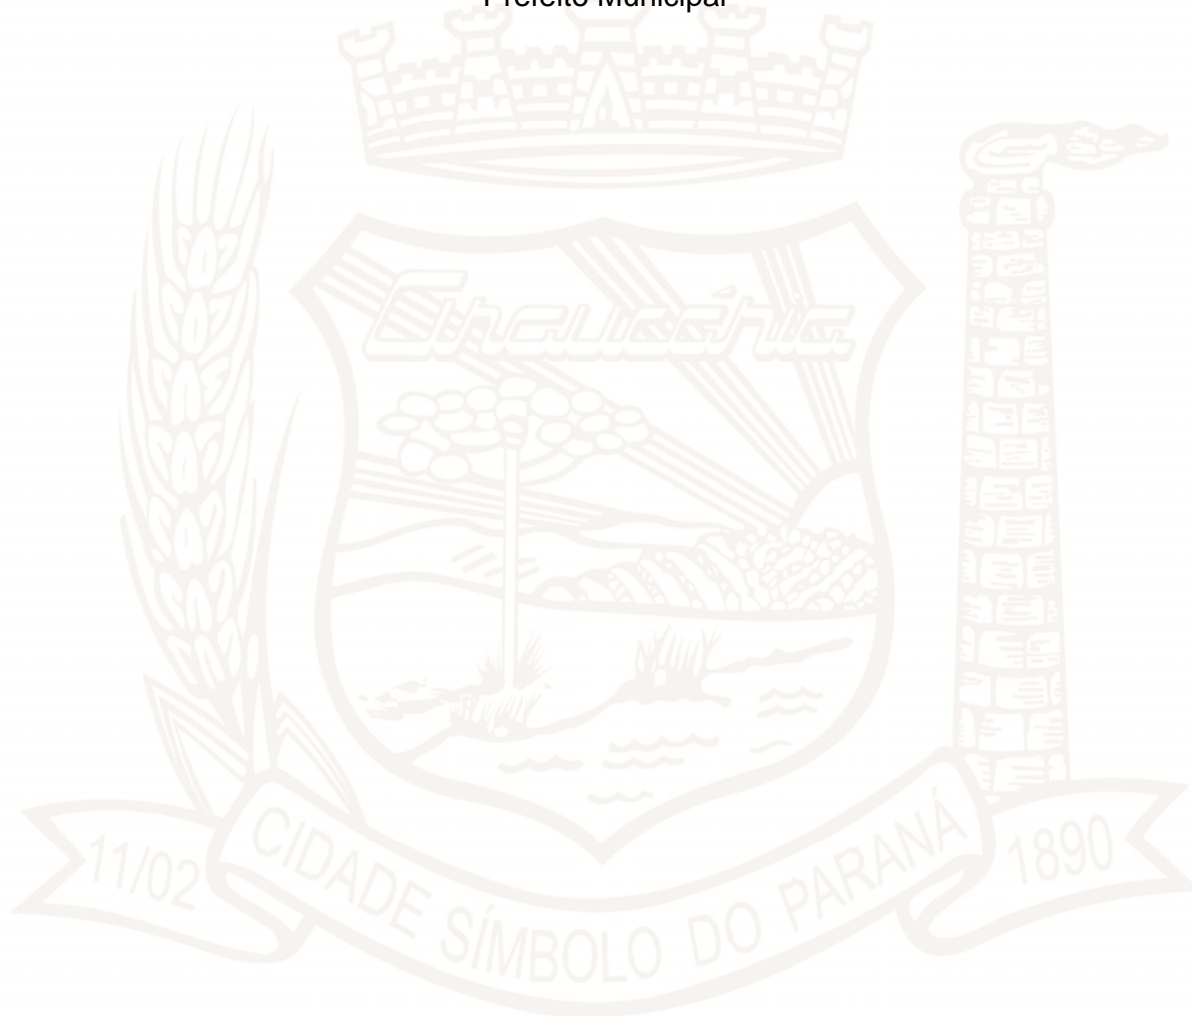 Prefeito Municipal
Araucária
11/02
CIDADE SÍMBOLO DO PARANÁ
1890